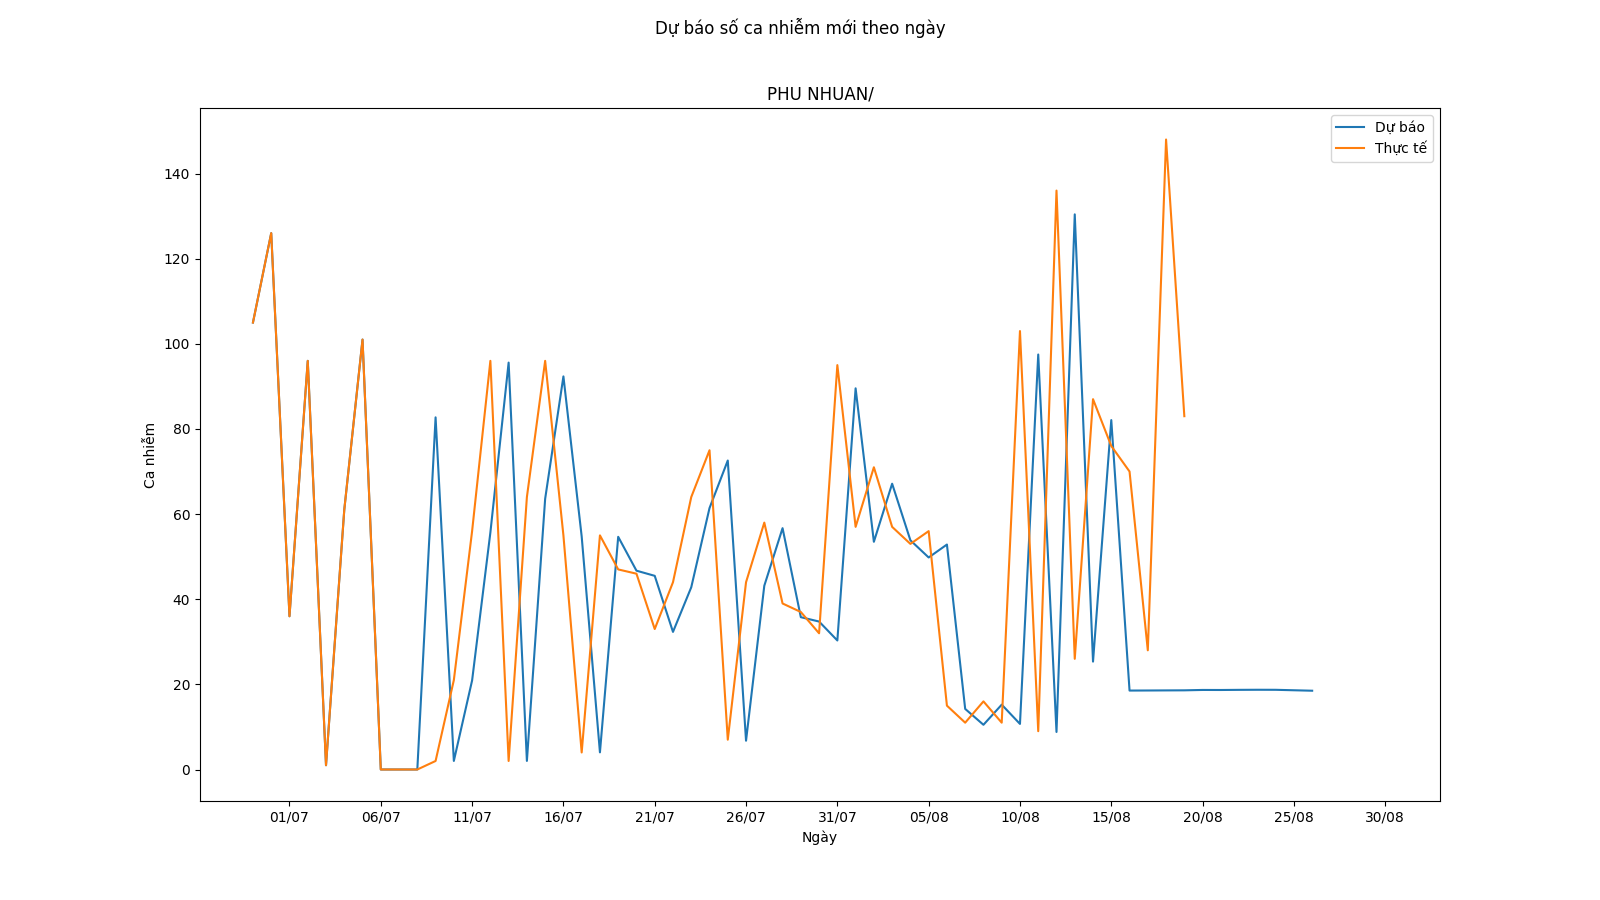 Dự báo số ca nhiễm mới theo ngày
PHU NHUAN/
Dự báo
Thực tế
140
120
100
80
60
40
20
0
Ca nhiễm
01/07 06/07 11/07 16/07 21/07 26/07 31/07 05/08 10/08 15/08 20/08 25/08 30/08
Ngày